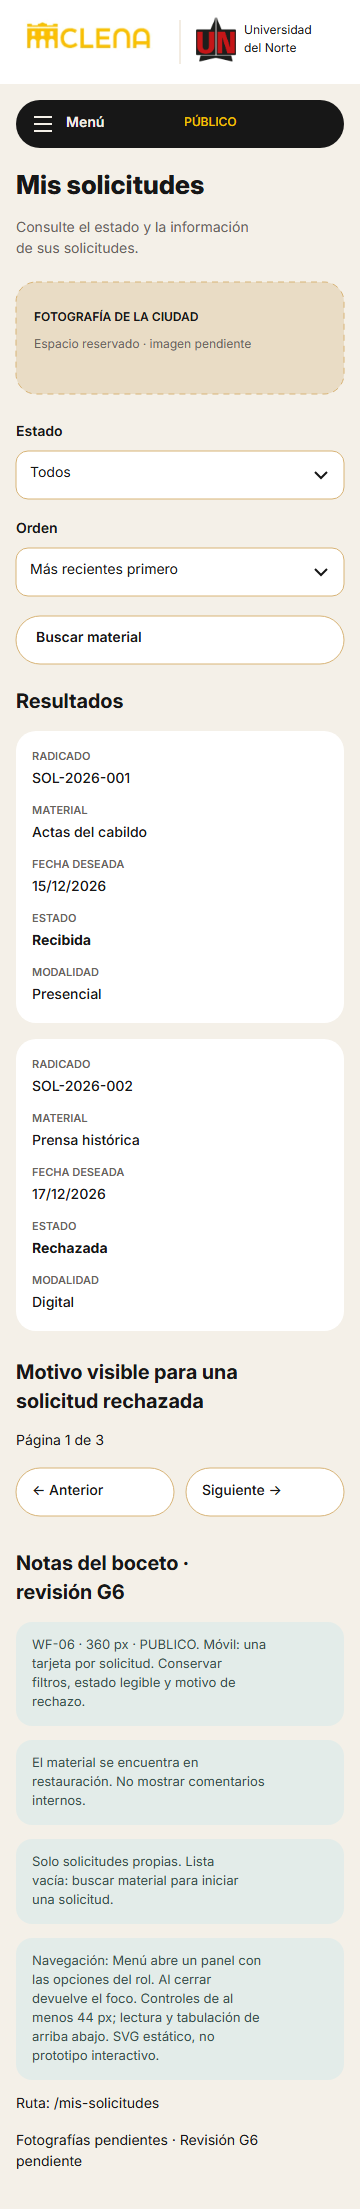 CLENA
UN
Universidad
del Norte
Menú
PÚBLICO
Mis solicitudes
Consulte el estado y la información
de sus solicitudes.
FOTOGRAFÍA DE LA CIUDAD
Espacio reservado · imagen pendiente
Estado
Todos
Orden
Más recientes primero
Buscar material
Resultados
RADICADO
SOL-2026-001
MATERIAL
Actas del cabildo
FECHA DESEADA
15/12/2026
ESTADO
Recibida
MODALIDAD
Presencial
RADICADO
SOL-2026-002
MATERIAL
Prensa histórica
FECHA DESEADA
17/12/2026
ESTADO
Rechazada
MODALIDAD
Digital
Motivo visible para una
solicitud rechazada
Página 1 de 3
← Anterior
Siguiente →
Notas del boceto ·
revisión G6
WF-06 · 360 px · PUBLICO. Móvil: una
tarjeta por solicitud. Conservar
filtros, estado legible y motivo de
rechazo.
El material se encuentra en
restauración. No mostrar comentarios
internos.
Solo solicitudes propias. Lista
vacía: buscar material para iniciar
una solicitud.
Navegación: Menú abre un panel con
las opciones del rol. Al cerrar
devuelve el foco. Controles de al
menos 44 px; lectura y tabulación de
arriba abajo. SVG estático, no
prototipo interactivo.
Ruta: /mis-solicitudes
Fotografías pendientes · Revisión G6
pendiente